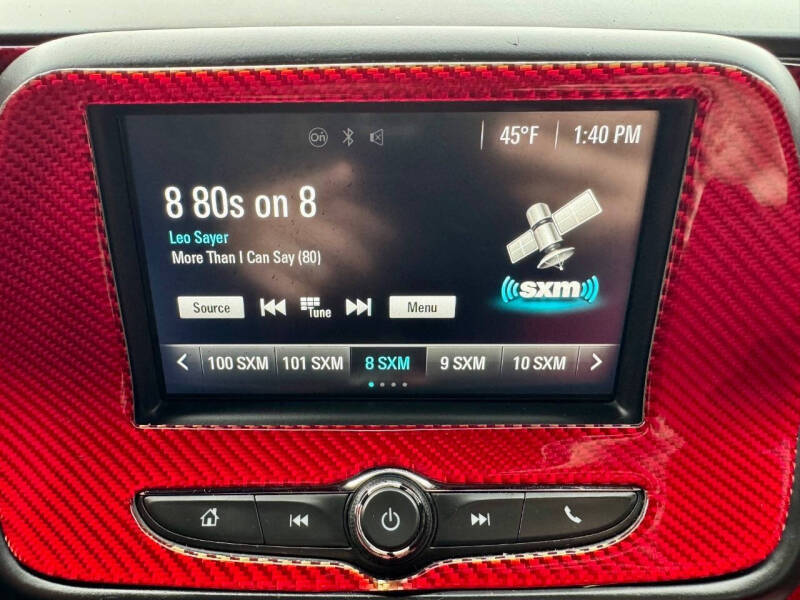 On 45°F 1:40 PM
8 80s on 8
Leo Sayer
More Than I Can Say (80)
((sxm))
Source Tune Menu
< 100 SXM 101 SXM 8 SXM 9 SXM 10 SXM >